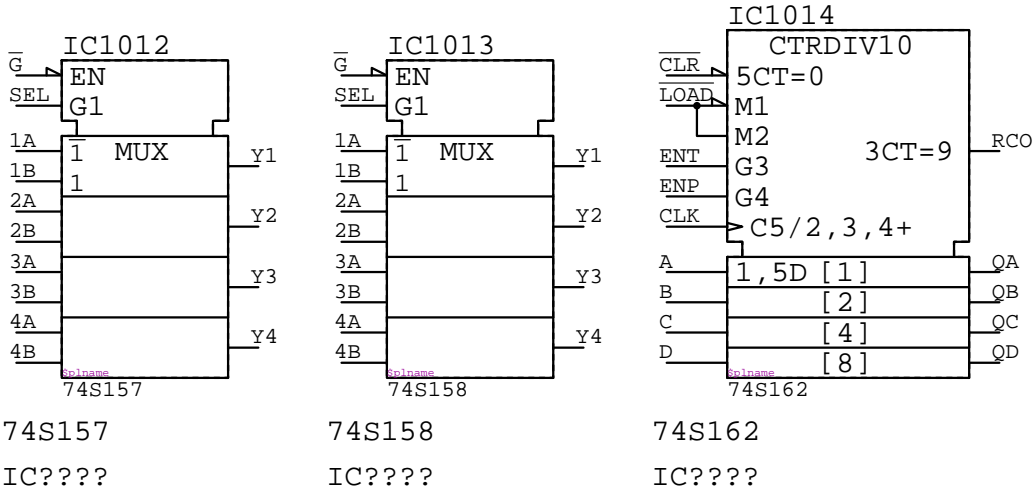 IC1012
G
EN
SEL
G1
1A
1
MUX
Y1
1B
1
2A
Y2
2B
3A
Y3
3B
4A
Y4
4B
$plname
74S157
74S157
IC????
IC1013
G
EN
SEL
G1
1A
1
MUX
Y1
1B
1
2A
Y2
2B
3A
Y3
3B
4A
Y4
4B
$plname
74S158
74S158
IC????
IC1014
CTRDIV10
CLR
5CT=0
LOAD
M1
M2
RCO
ENT
G3
3CT=9
ENP
G4
CLK
C5/2,3,4+
A
1,5D [1]
QA
B
[2]
QB
C
[4]
QC
D
[8]
QD
$plname
74S162
74S162
IC????